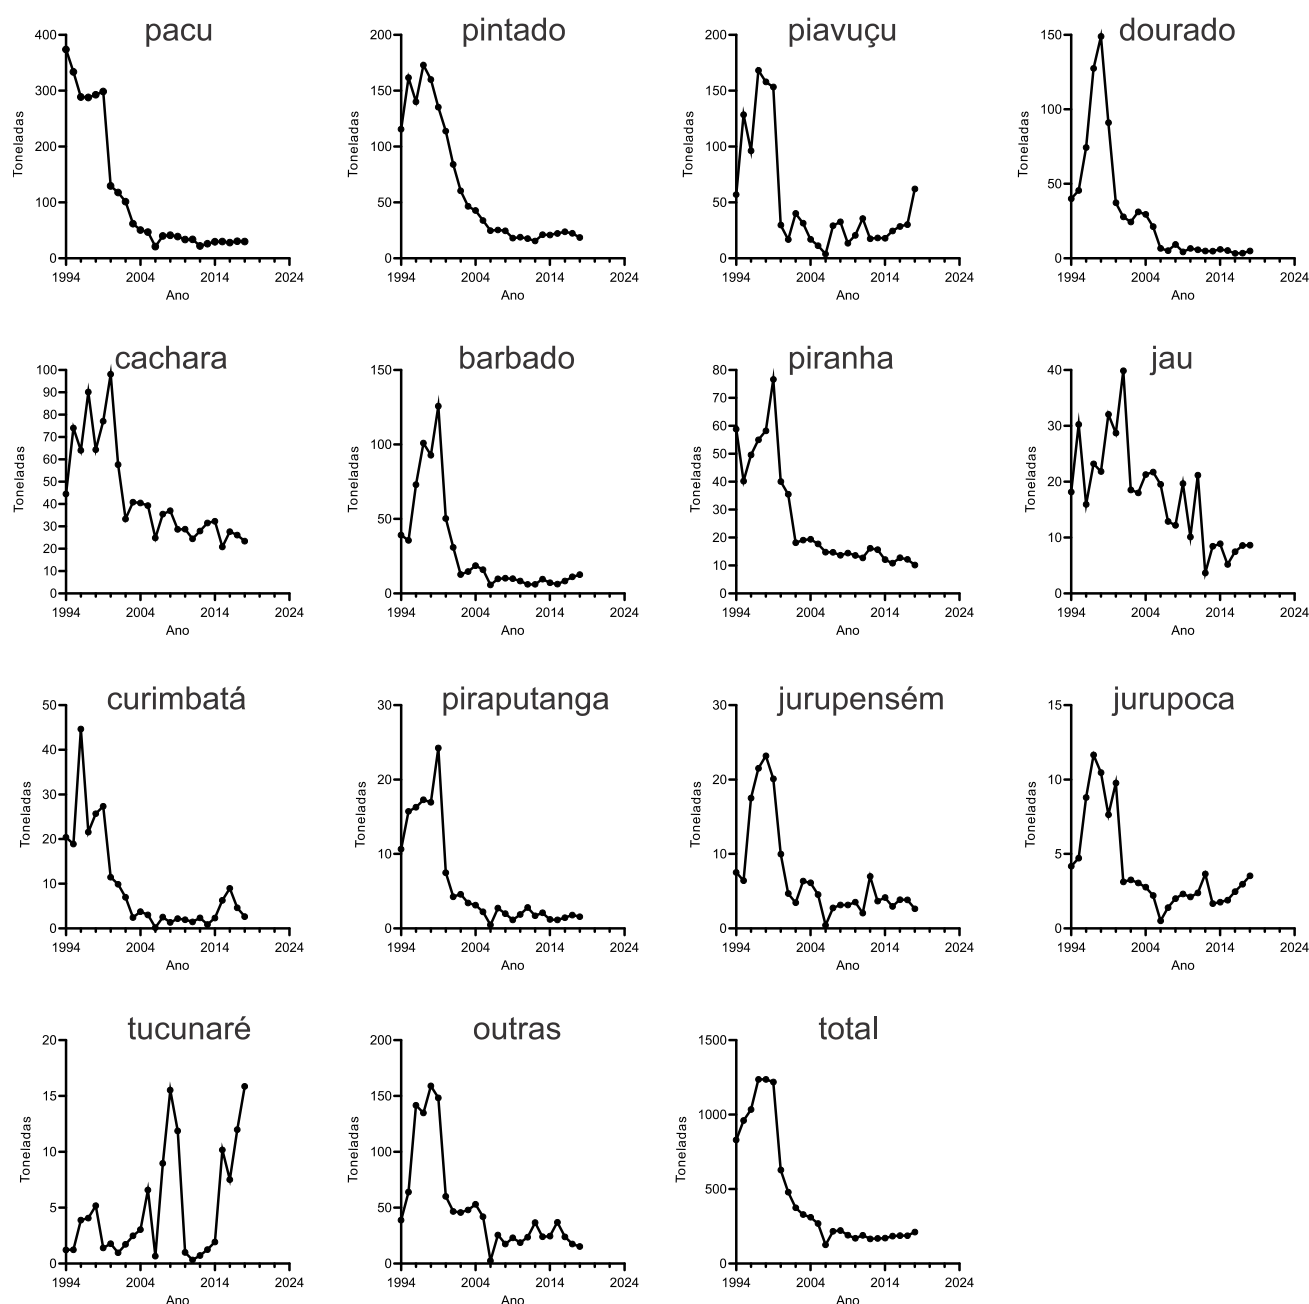 pacu
400
300
200
100
0
Toneladas
1994 2004 2014 2024
Ano
pintado
200
150
100
50
0
Toneladas
1994 2004 2014 2024
Ano
piavuçu
200
150
100
50
0
Toneladas
1994 2004 2014 2024
Ano
dourado
150
100
50
0
Toneladas
1994 2004 2014 2024
Ano
cachara
100
90
80
70
60
50
40
30
20
10
0
Toneladas
1994 2004 2014 2024
Ano
barbado
150
100
50
0
Toneladas
1994 2004 2014 2024
Ano
piranha
80
70
60
50
40
30
20
10
0
Toneladas
1994 2004 2014 2024
Ano
jau
40
30
20
10
0
Toneladas
1994 2004 2014 2024
Ano
curimbatá
50
40
30
20
10
0
Toneladas
1994 2004 2014 2024
Ano
piraputanga
30
20
10
0
Toneladas
1994 2004 2014 2024
Ano
jurupensém
30
20
10
0
Toneladas
1994 2004 2014 2024
Ano
jurupoca
15
10
5
0
Toneladas
1994 2004 2014 2024
Ano
tucunaré
20
15
10
5
0
Toneladas
1994 2004 2014 2024
Ano
outras
200
150
100
50
0
Toneladas
1994 2004 2014 2024
Ano
total
1500
1000
500
0
Toneladas
1994 2004 2014 2024
Ano